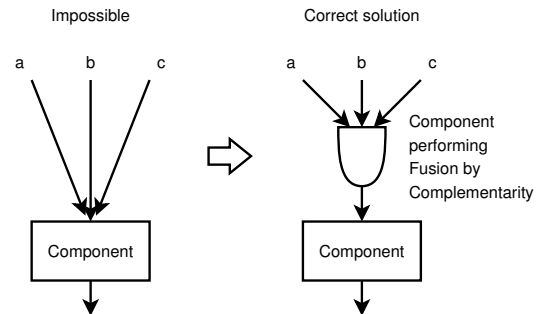 Impossible
Correct solution
a b c
a b c
Component
performing
Fusion by
Complementarity
Component
Component